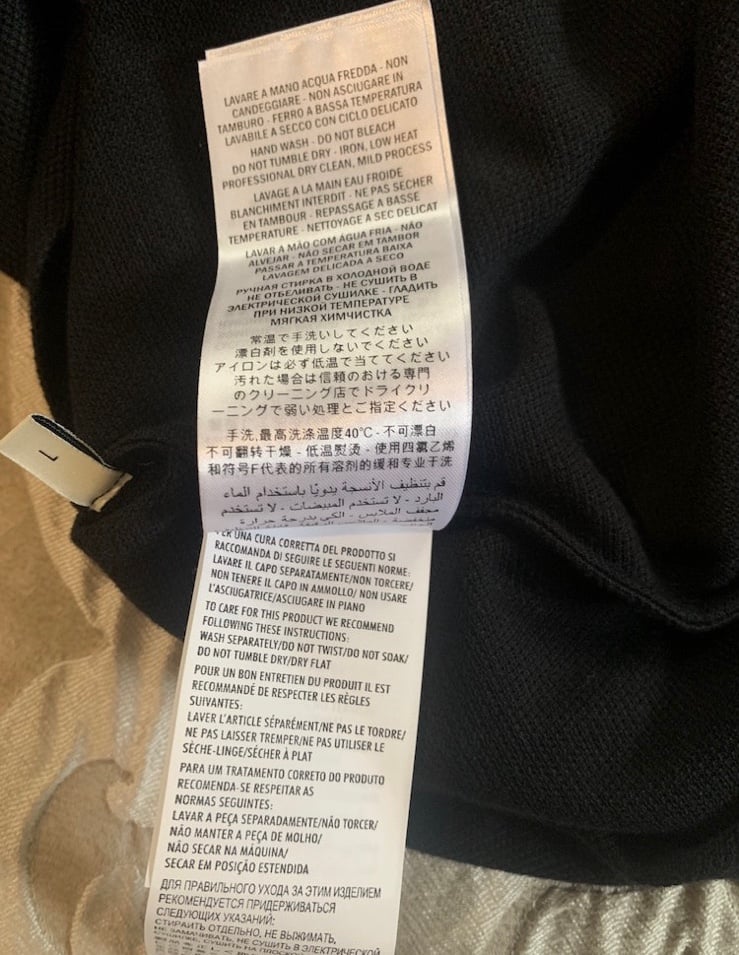 LAVARE A MANO ACQUA FREDDA - NON
CANDEGGIARE - NON ASCIUGARE IN
TAMBURO - FERRO A BASSA TEMPERATURA
LAVABILE A SECCO CON CICLO DELICATO
HAND WASH - DO NOT BLEACH
DO NOT TUMBLE DRY - IRON, LOW HEAT
PROFESSIONAL DRY CLEAN, MILD PROCESS
LAVAGE A LA MAIN EAU FROIDE
BLANCHIMENT INTERDIT - NE PAS SECHER
EN TAMBOUR - REPASSAGE A BASSE
TEMPERATURE - NETTOYAGE A SEC DELICAT
LAVAR A MÃO COM ÁGUA FRIA - NÃO
ALVEJAR - NÃO SECAR EM TAMBOR
PASSAR A TEMPERATURA BAIXA
LAVAGEM DELICADA A SECO
РУЧНАЯ СТИРКА В ХОЛОДНОЙ ВОДЕ
НЕ ОТБЕЛИВАТЬ - НЕ СУШИТЬ В
ЭЛЕКТРИЧЕСКОЙ СУШИЛКЕ - ГЛАДИТЬ
ПРИ НИЗКОЙ ТЕМПЕРАТУРЕ
МЯГКАЯ ХИМЧИСТКА
常温で手洗いしてください
漂白剤を使用しないでください
アイロンは必ず低温で当ててください
汚れた場合は信頼のおける専門
のクリーニング店でドライクリ
ーニングで弱い処理とご指定ください
手洗,最高洗涤温度40°C - 不可漂白
不可翻转干燥 - 低温熨烫 - 使用四氯乙烯
和符号F代表的所有溶剂的缓和专业干洗
قم بتنظيف الأنسجة يدويًا باستخدام الماء
البارد - لا تستخدم المبيضات - لا تستخدم
مجفف الملابس - الكي بدرجة حرارة
L
PER UNA CURA CORRETTA DEL PRODOTTO SI
RACCOMANDA DI SEGUIRE LE SEGUENTI NORME:
LAVARE IL CAPO SEPARATAMENTE/NON TORCERE/
NON TENERE IL CAPO IN AMMOLLO/ NON USARE
L'ASCIUGATRICE/ASCIUGARE IN PIANO
TO CARE FOR THIS PRODUCT WE RECOMMEND
FOLLOWING THESE INSTRUCTIONS:
WASH SEPARATELY/DO NOT TWIST/DO NOT SOAK/
DO NOT TUMBLE DRY/DRY FLAT
POUR UN BON ENTRETIEN DU PRODUIT IL EST
RECOMMANDÉ DE RESPECTER LES RÈGLES
SUIVANTES:
LAVER L'ARTICLE SÉPARÉMENT/NE PAS LE TORDRE/
NE PAS LAISSER TREMPER/NE PAS UTILISER LE
SÈCHE-LINGE/SÉCHER À PLAT
PARA UM TRATAMENTO CORRETO DO PRODUTO
RECOMENDA-SE RESPEITAR AS
NORMAS SEGUINTES:
LAVAR A PEÇA SEPARADAMENTE/NÃO TORCER/
NÃO MANTER A PEÇA DE MOLHO/
NÃO SECAR NA MÁQUINA/
SECAR EM POSIÇÃO ESTENDIDA
ДЛЯ ПРАВИЛЬНОГО УХОДА ЗА ЭТИМ ИЗДЕЛИЕМ
РЕКОМЕНДУЕТСЯ ПРИДЕРЖИВАТЬСЯ
СЛЕДУЮЩИХ УКАЗАНИЙ:
СТИРАТЬ ОТДЕЛЬНО, НЕ ВЫЖИМАТЬ,
НЕ ЗАМАЧИВАТЬ, НЕ СУШИТЬ В ЭЛЕКТРИЧЕСКОЙ